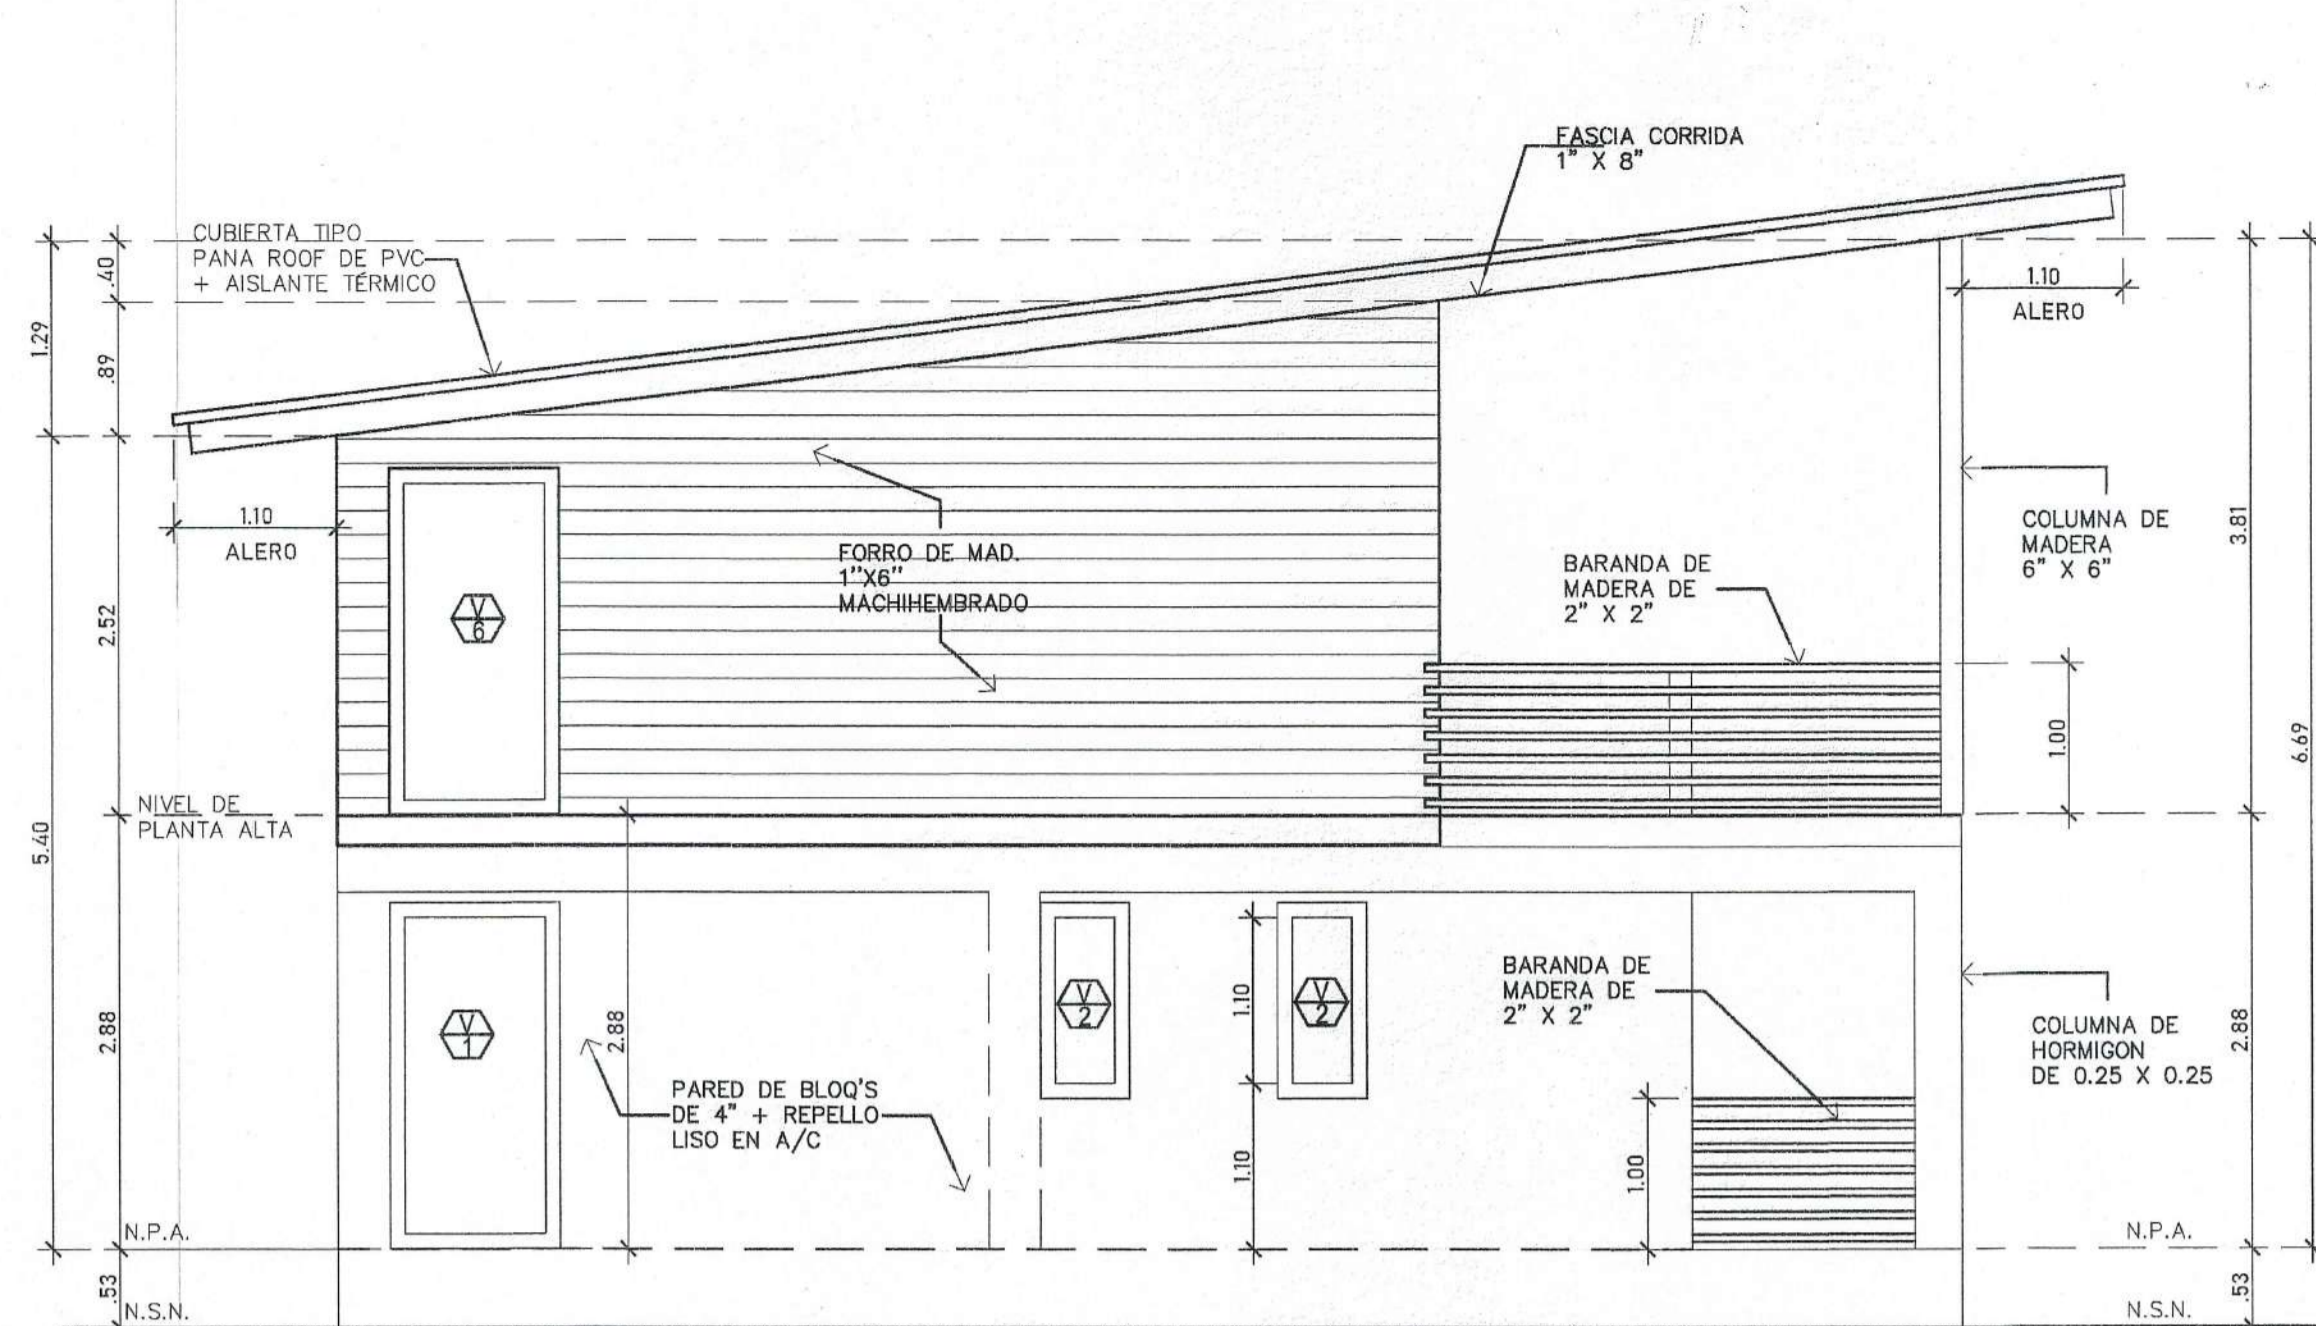 FASCIA CORRIDA
1" X 8"
CUBIERTA TIPO
PANA ROOF DE PVC
+ AISLANTE TÉRMICO
.40
1.29
.89
1.10
ALERO
1.10
ALERO
FORRO DE MAD.
1"X6"
MACHIHEMBRADO
BARANDA DE
MADERA DE
2" X 2"
COLUMNA DE
MADERA
6" X 6"
3.81
V
6
2.52
1.00
6.69
NIVEL DE
PLANTA ALTA
5.40
2.88
V
1
2.88
PARED DE BLOQ'S
DE 4" + REPELLO
LISO EN A/C
V
2
1.10
V
2
1.10
BARANDA DE
MADERA DE
2" X 2"
1.00
COLUMNA DE
HORMIGON
DE 0.25 X 0.25
2.88
N.P.A.
N.P.A.
.53
N.S.N.
N.S.N.
.53